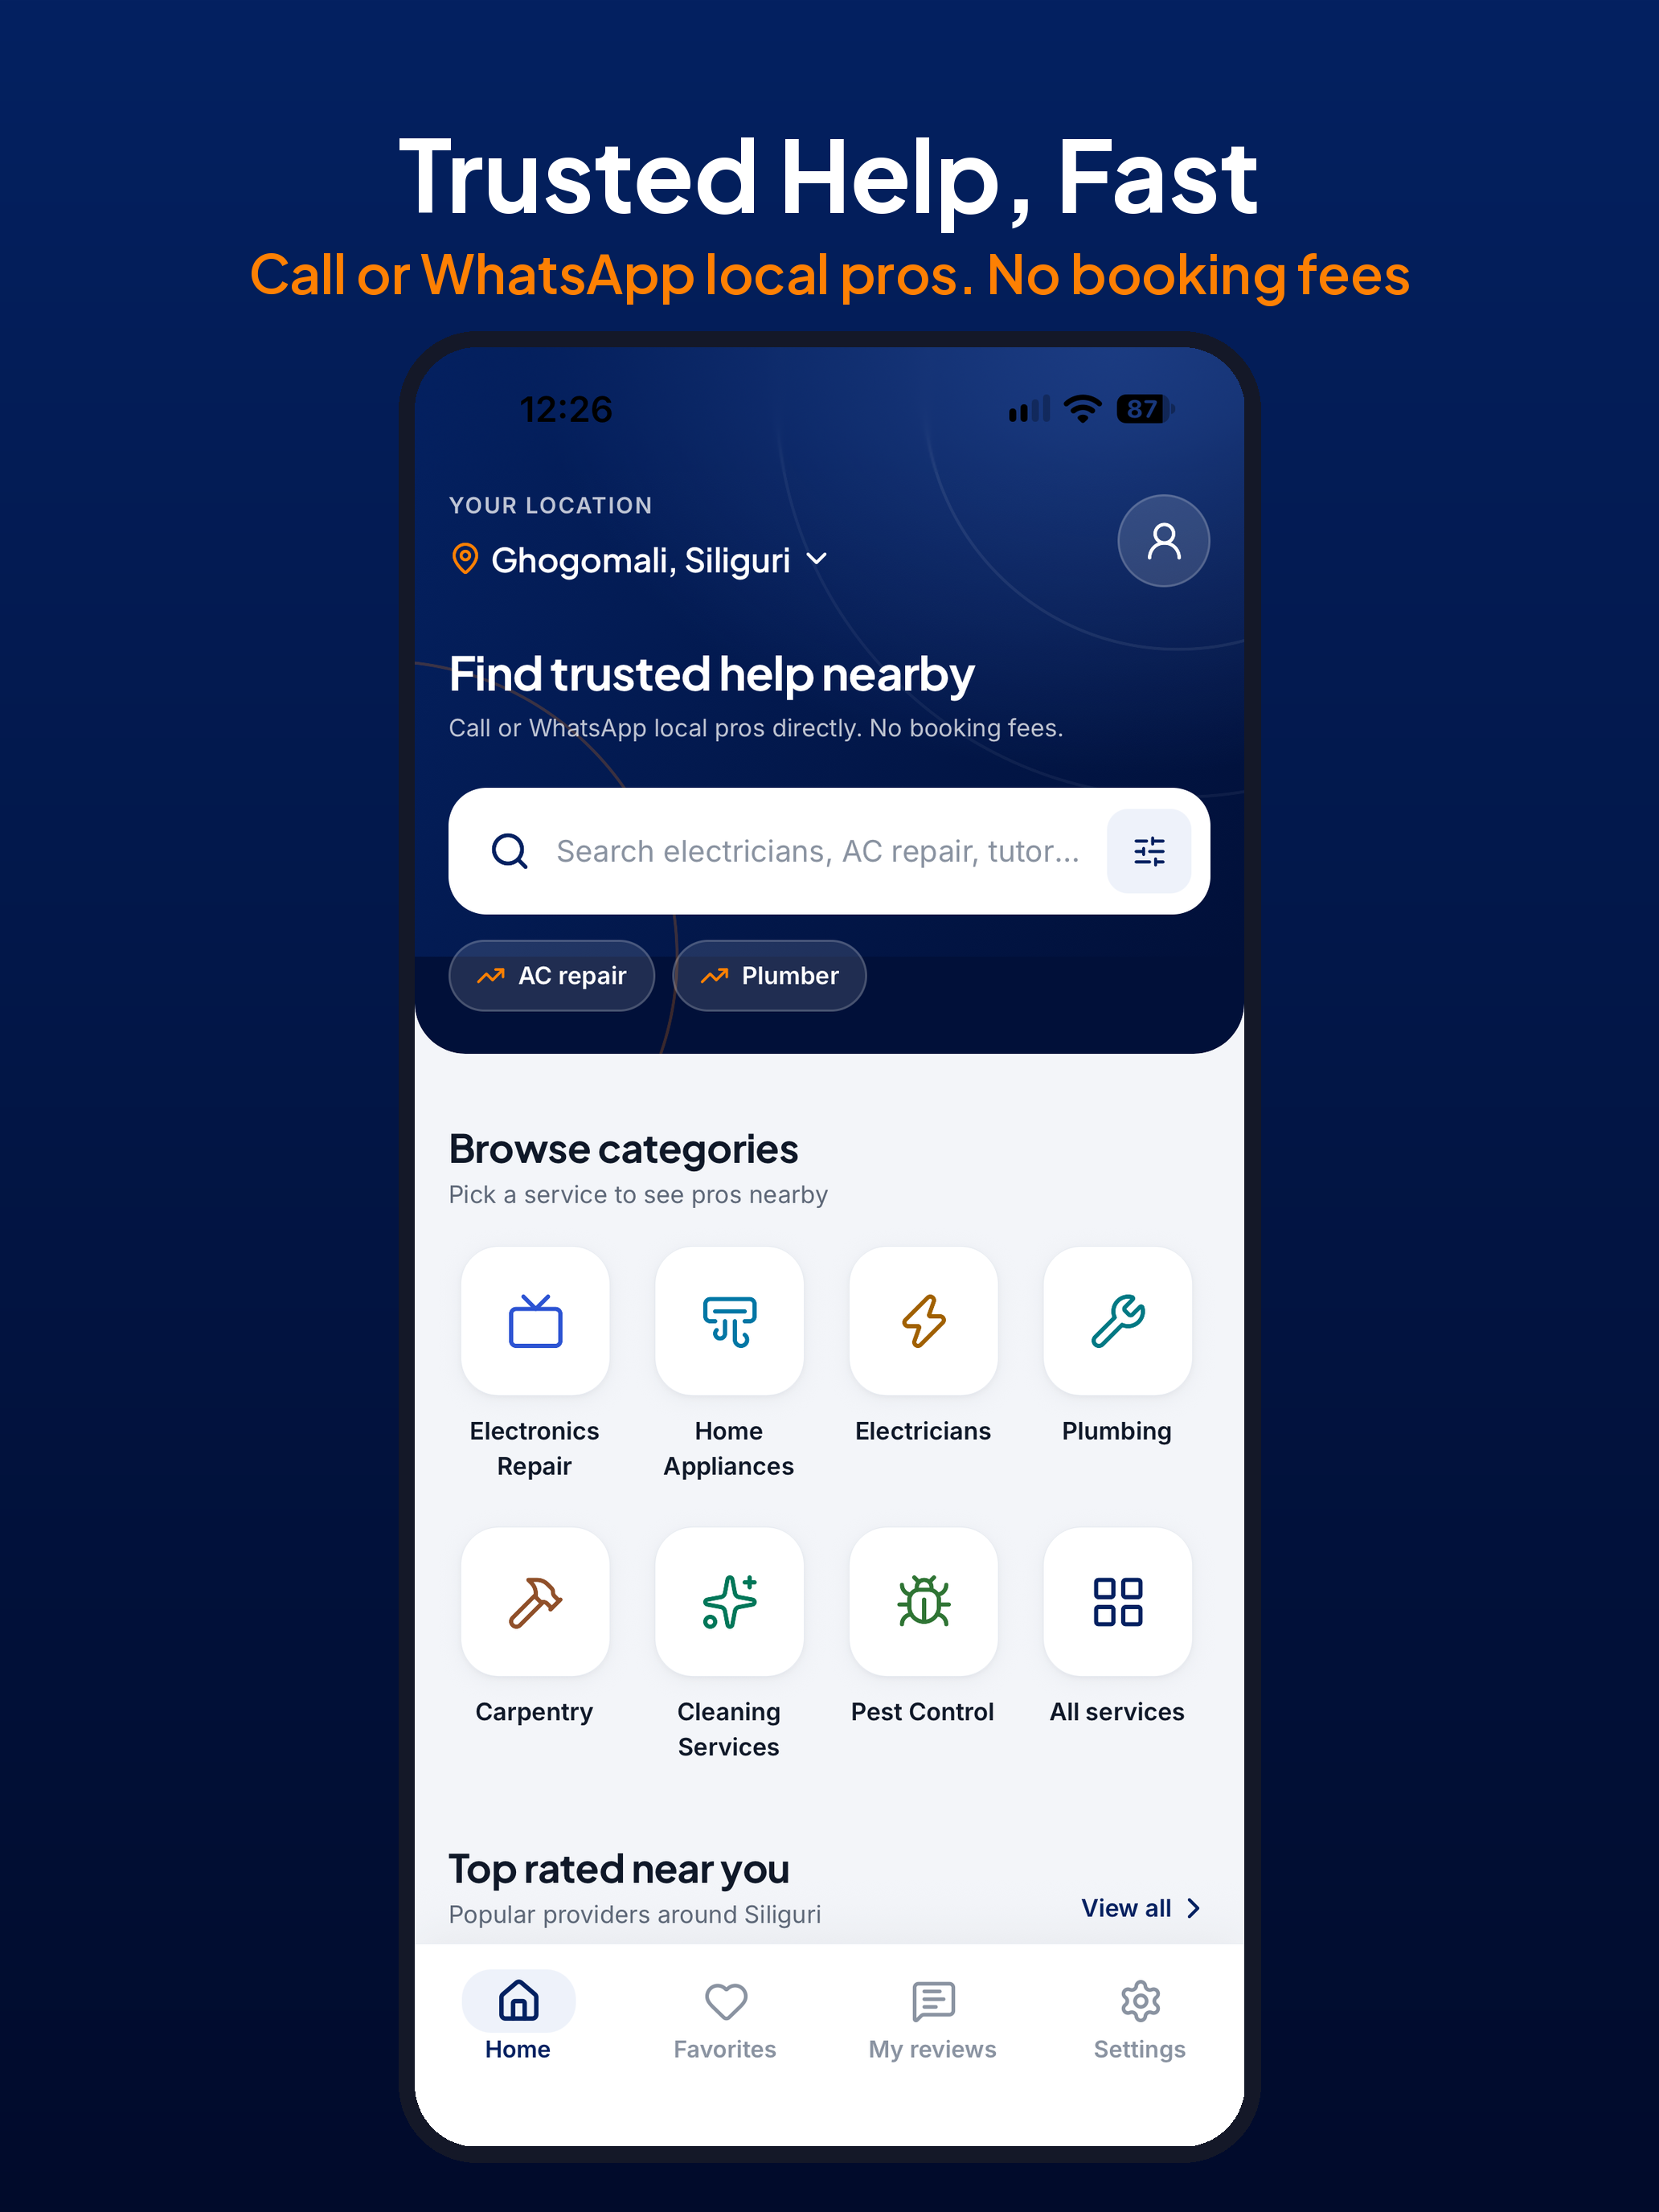 Trusted Help, Fast
Call or WhatsApp local pros. No booking fees
12:26
87
YOUR LOCATION
Ghogomali, Siliguri
Find trusted help nearby
Call or WhatsApp local pros directly. No booking fees.
Search electricians, AC repair, tutor...
AC repair
Plumber
Browse categories
Pick a service to see pros nearby
Electronics
Repair
Home
Appliances
Electricians
Plumbing
Carpentry
Cleaning
Services
Pest Control
All services
Top rated near you
Popular providers around Siliguri
View all
Home
Favorites
My reviews
Settings